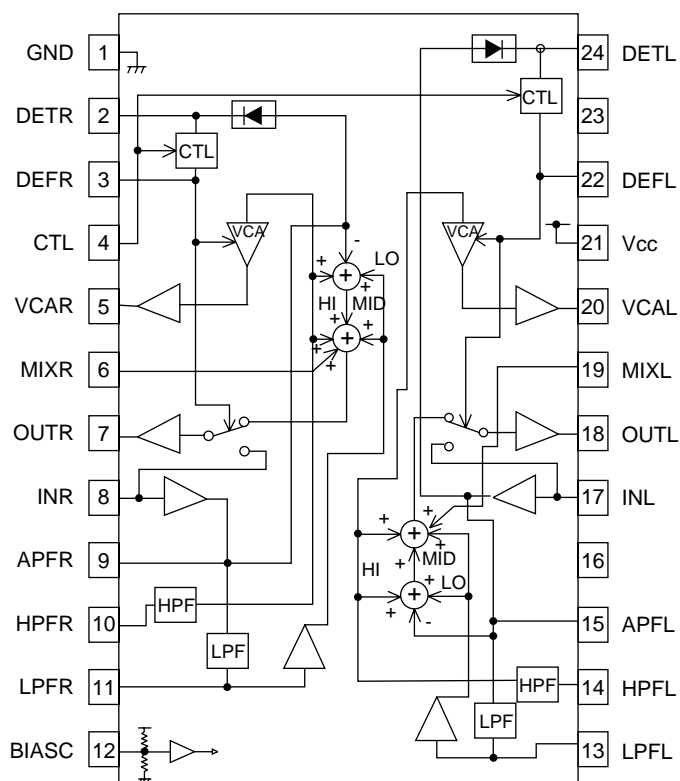 GND 1
DETR 2
DEFR 3
CTL 4
VCAR 5
MIXR 6
OUTR 7
INR 8
APFR 9
HPFR 10
LPFR 11
BIASC 12
24 DETL
23
22 DEFL
21 Vcc
20 VCAL
19 MIXL
18 OUTL
17 INL
16
15 APFL
14 HPFL
13 LPFL
CTL
CTL
VCA
VCA
- LO
+ + +
HI + MID
+ + + +
HPF
LPF
+ + +
HI + MID
+ LO
+ - +
HPF
LPF